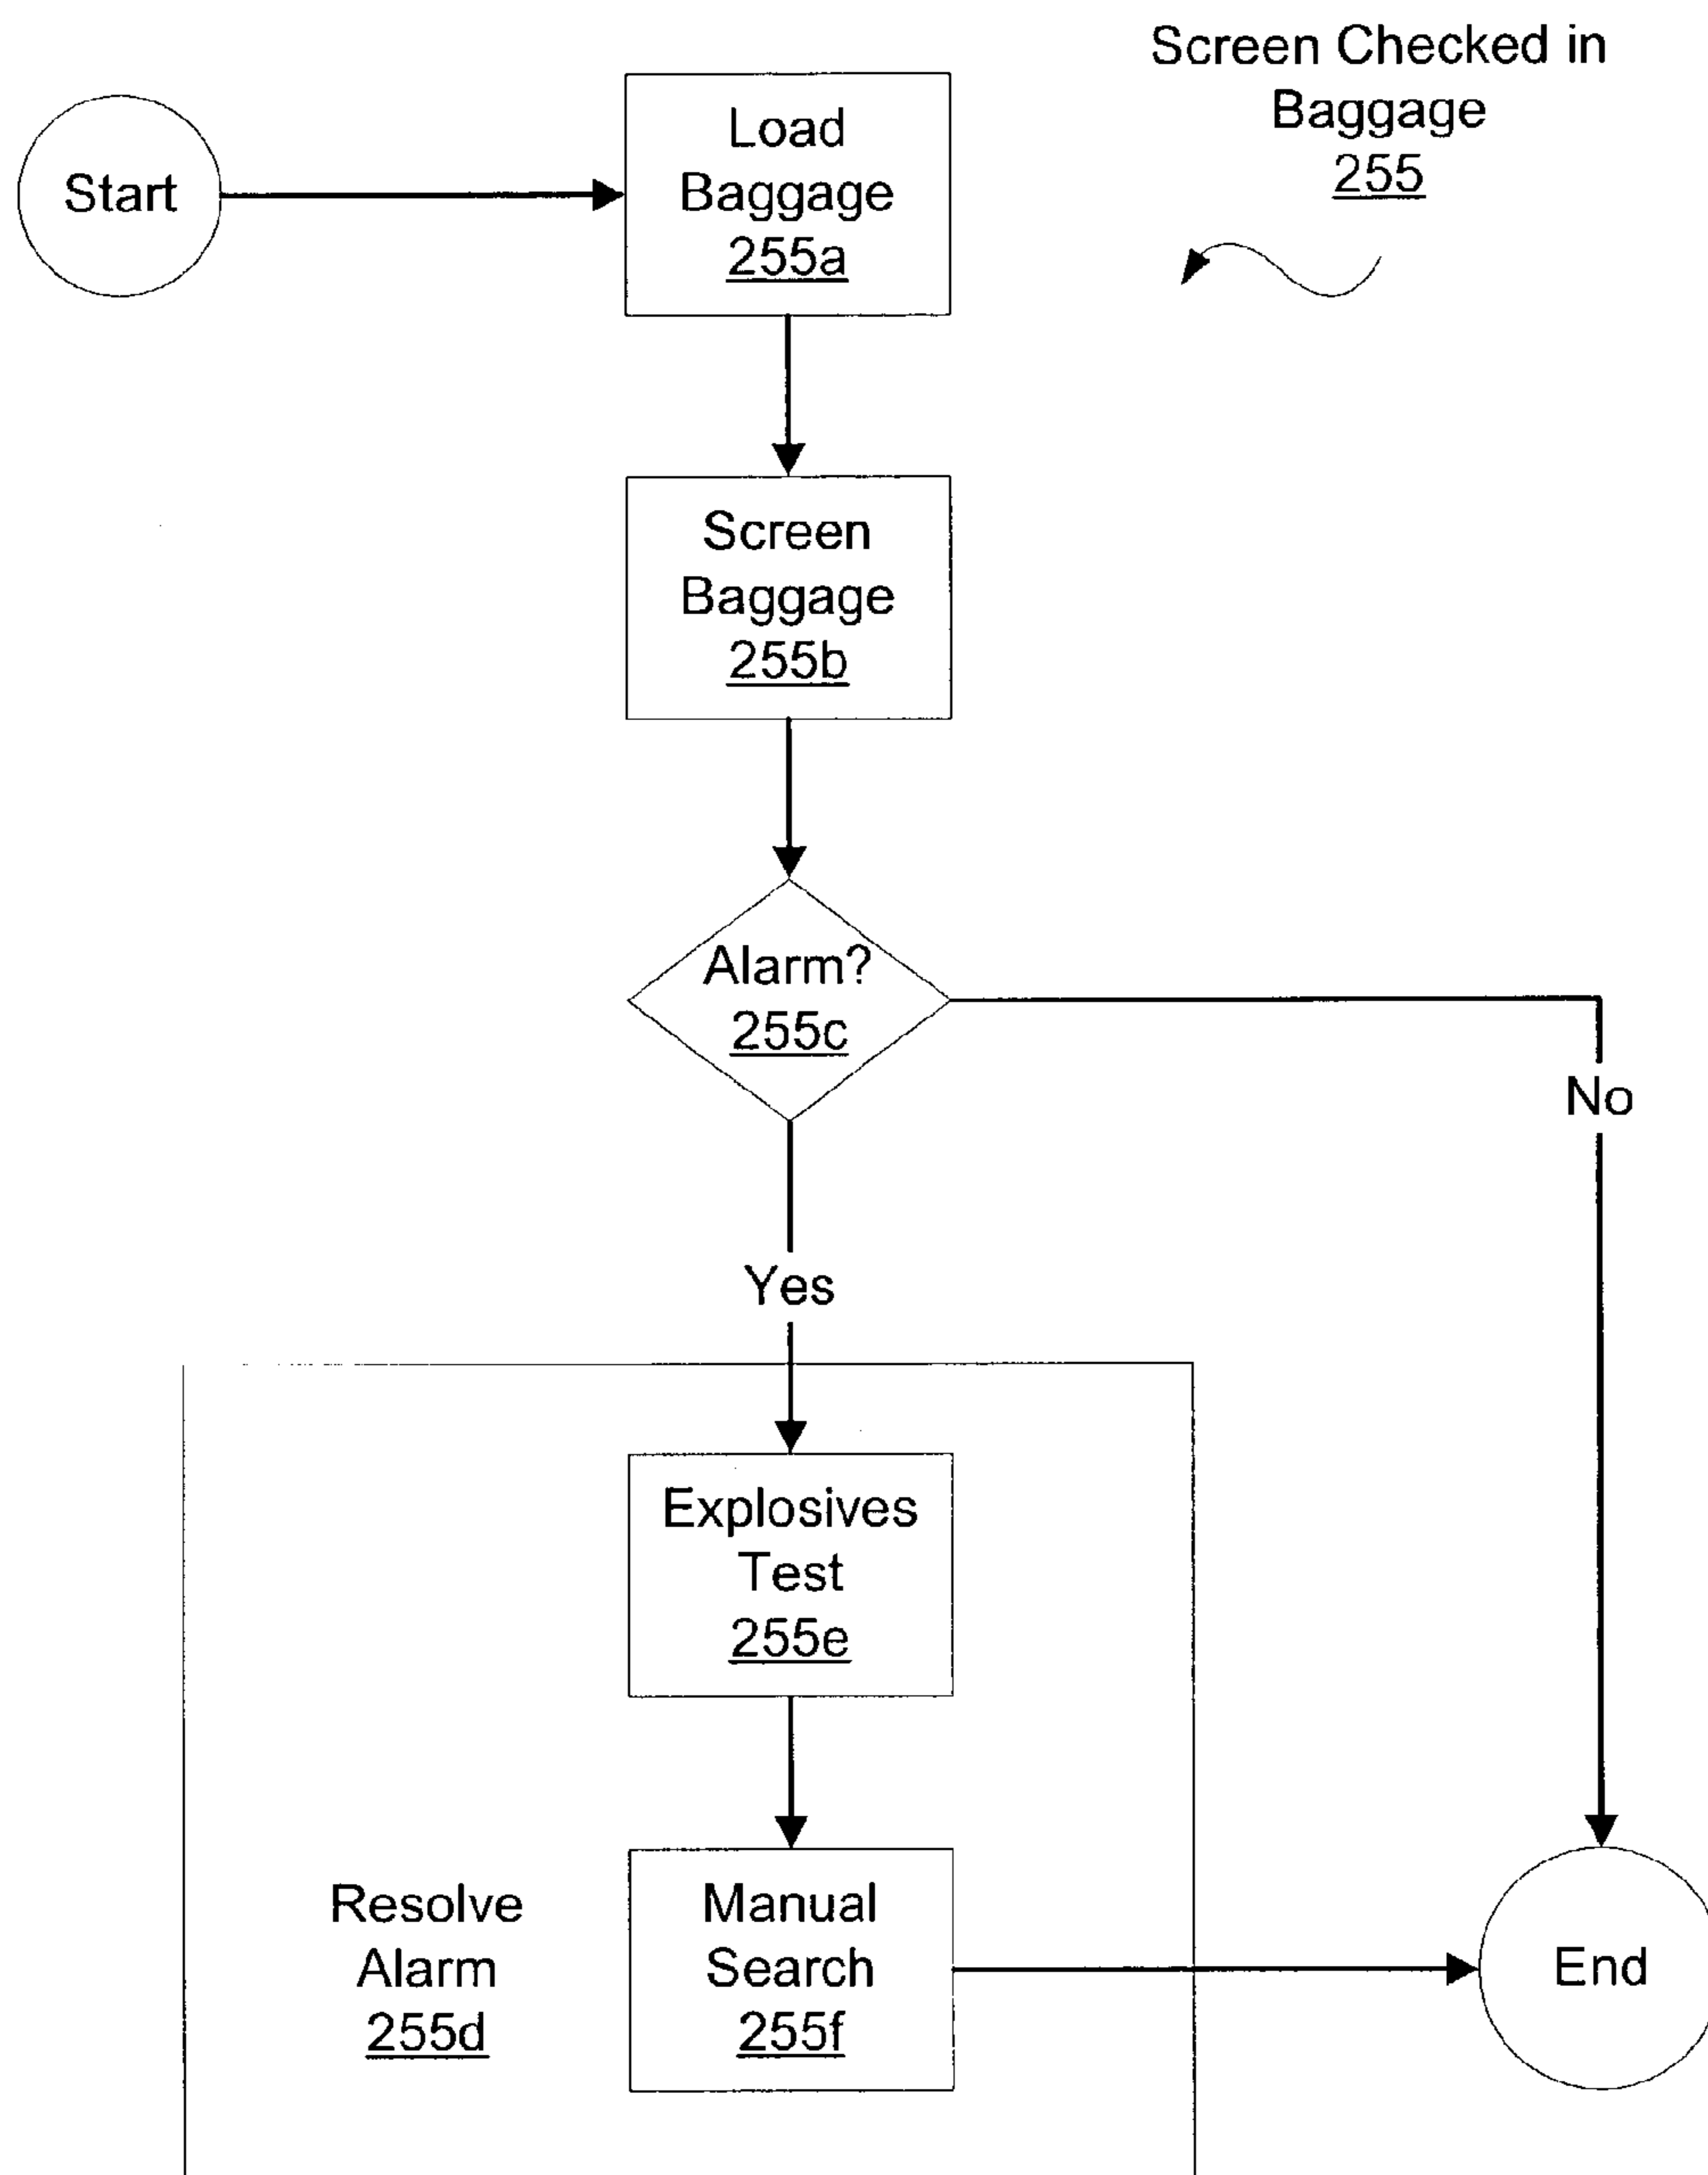 Screen Checked in
Baggage
255
Start
Load
Baggage
255a
Screen
Baggage
255b
Alarm?
255c
No
Yes
Explosives
Test
255e
Resolve
Alarm
255d
Manual
Search
255f
End